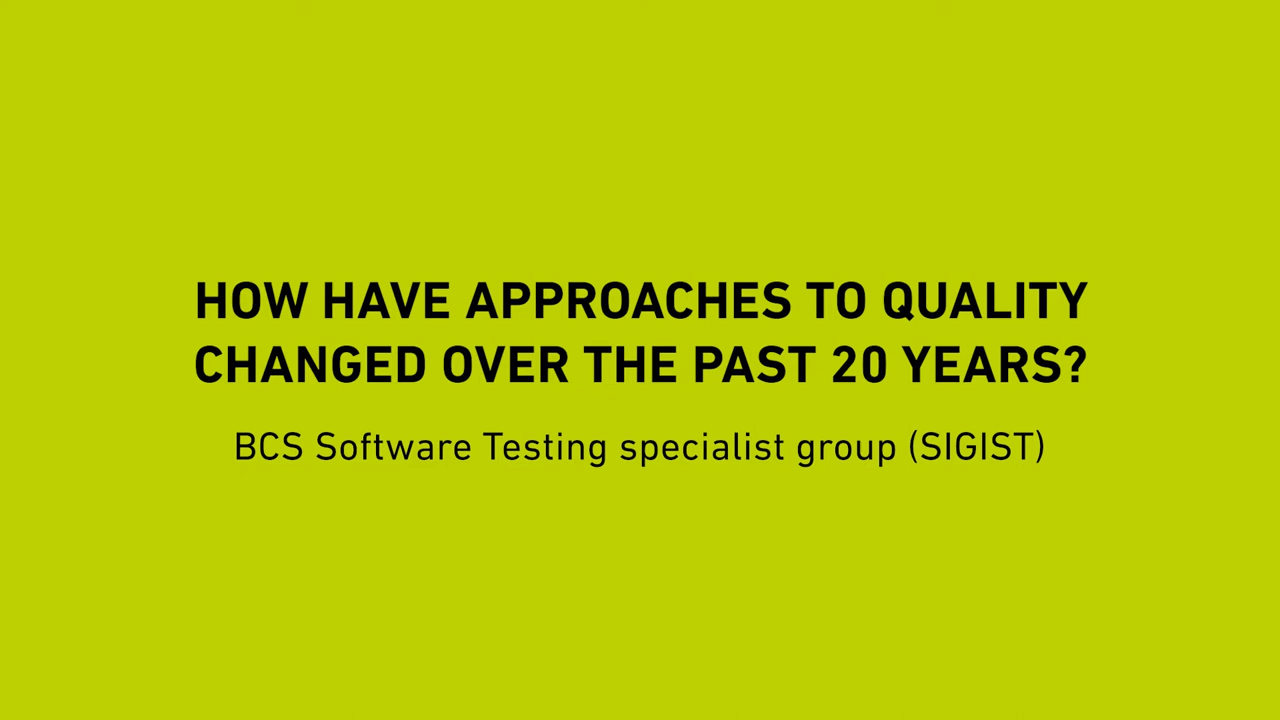 HOW HAVE APPROACHES TO QUALITY
CHANGED OVER THE PAST 20 YEARS?
BCS Software Testing specialist group (SIGIST)